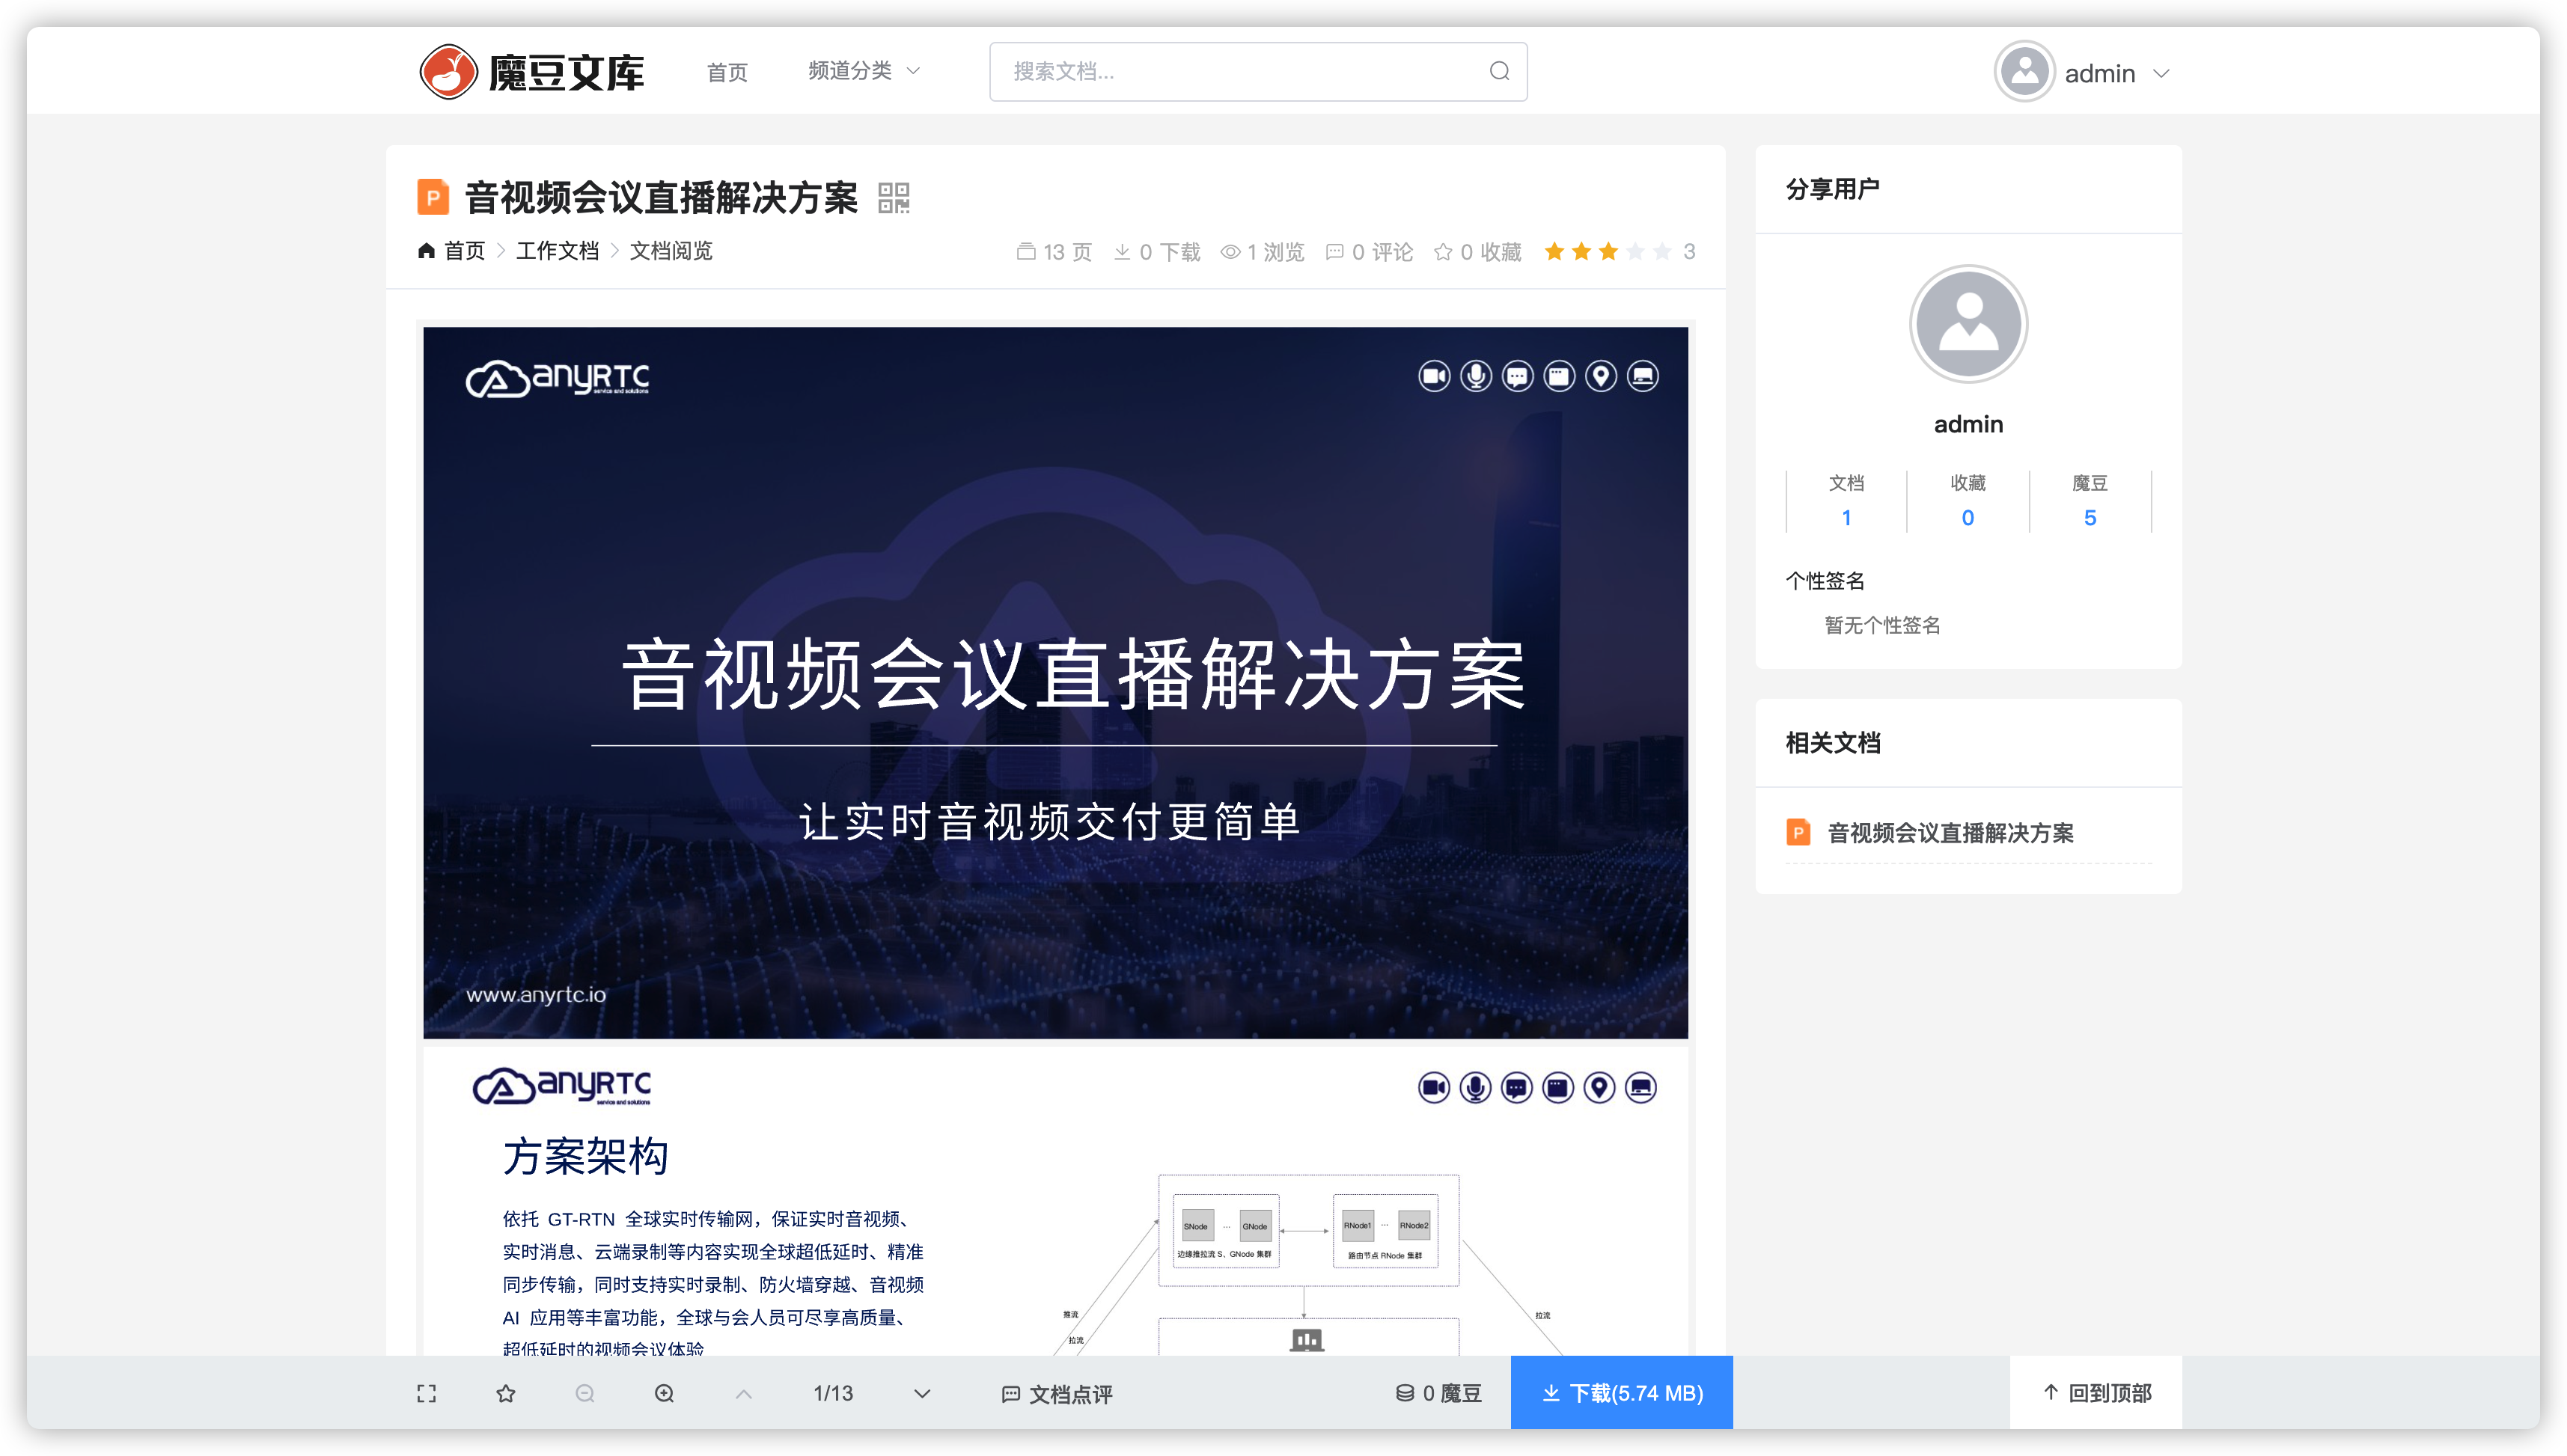 魔豆文库
首页
频道分类
搜索文档...
admin
P 音视频会议直播解决方案
首页 > 工作文档 > 文档阅览
13 页 0 下载 1 浏览 0 评论 0 收藏 3
anyRTC
service and solutions
音视频会议直播解决方案
让实时音视频交付更简单
www.anyrtc.io
anyRTC
service and solutions
方案架构
依托 GT-RTN 全球实时传输网，保证实时音视频、
实时消息、云端录制等内容实现全球超低延时、精准
同步传输，同时支持实时录制、防火墙穿越、音视频
AI 应用等丰富功能，全球与会人员可尽享高质量、
超低延时的视频会议体验
SNode ... GNode
边缘推拉流 S、GNode 集群
RNode1 ... RNode2
路由节点 RNode 集群
推流
拉流
拉流
分享用户
admin
文档 收藏 魔豆
1 0 5
个性签名
暂无个性签名
相关文档
P 音视频会议直播解决方案
1/13
文档点评
0 魔豆
下载(5.74 MB)
回到顶部